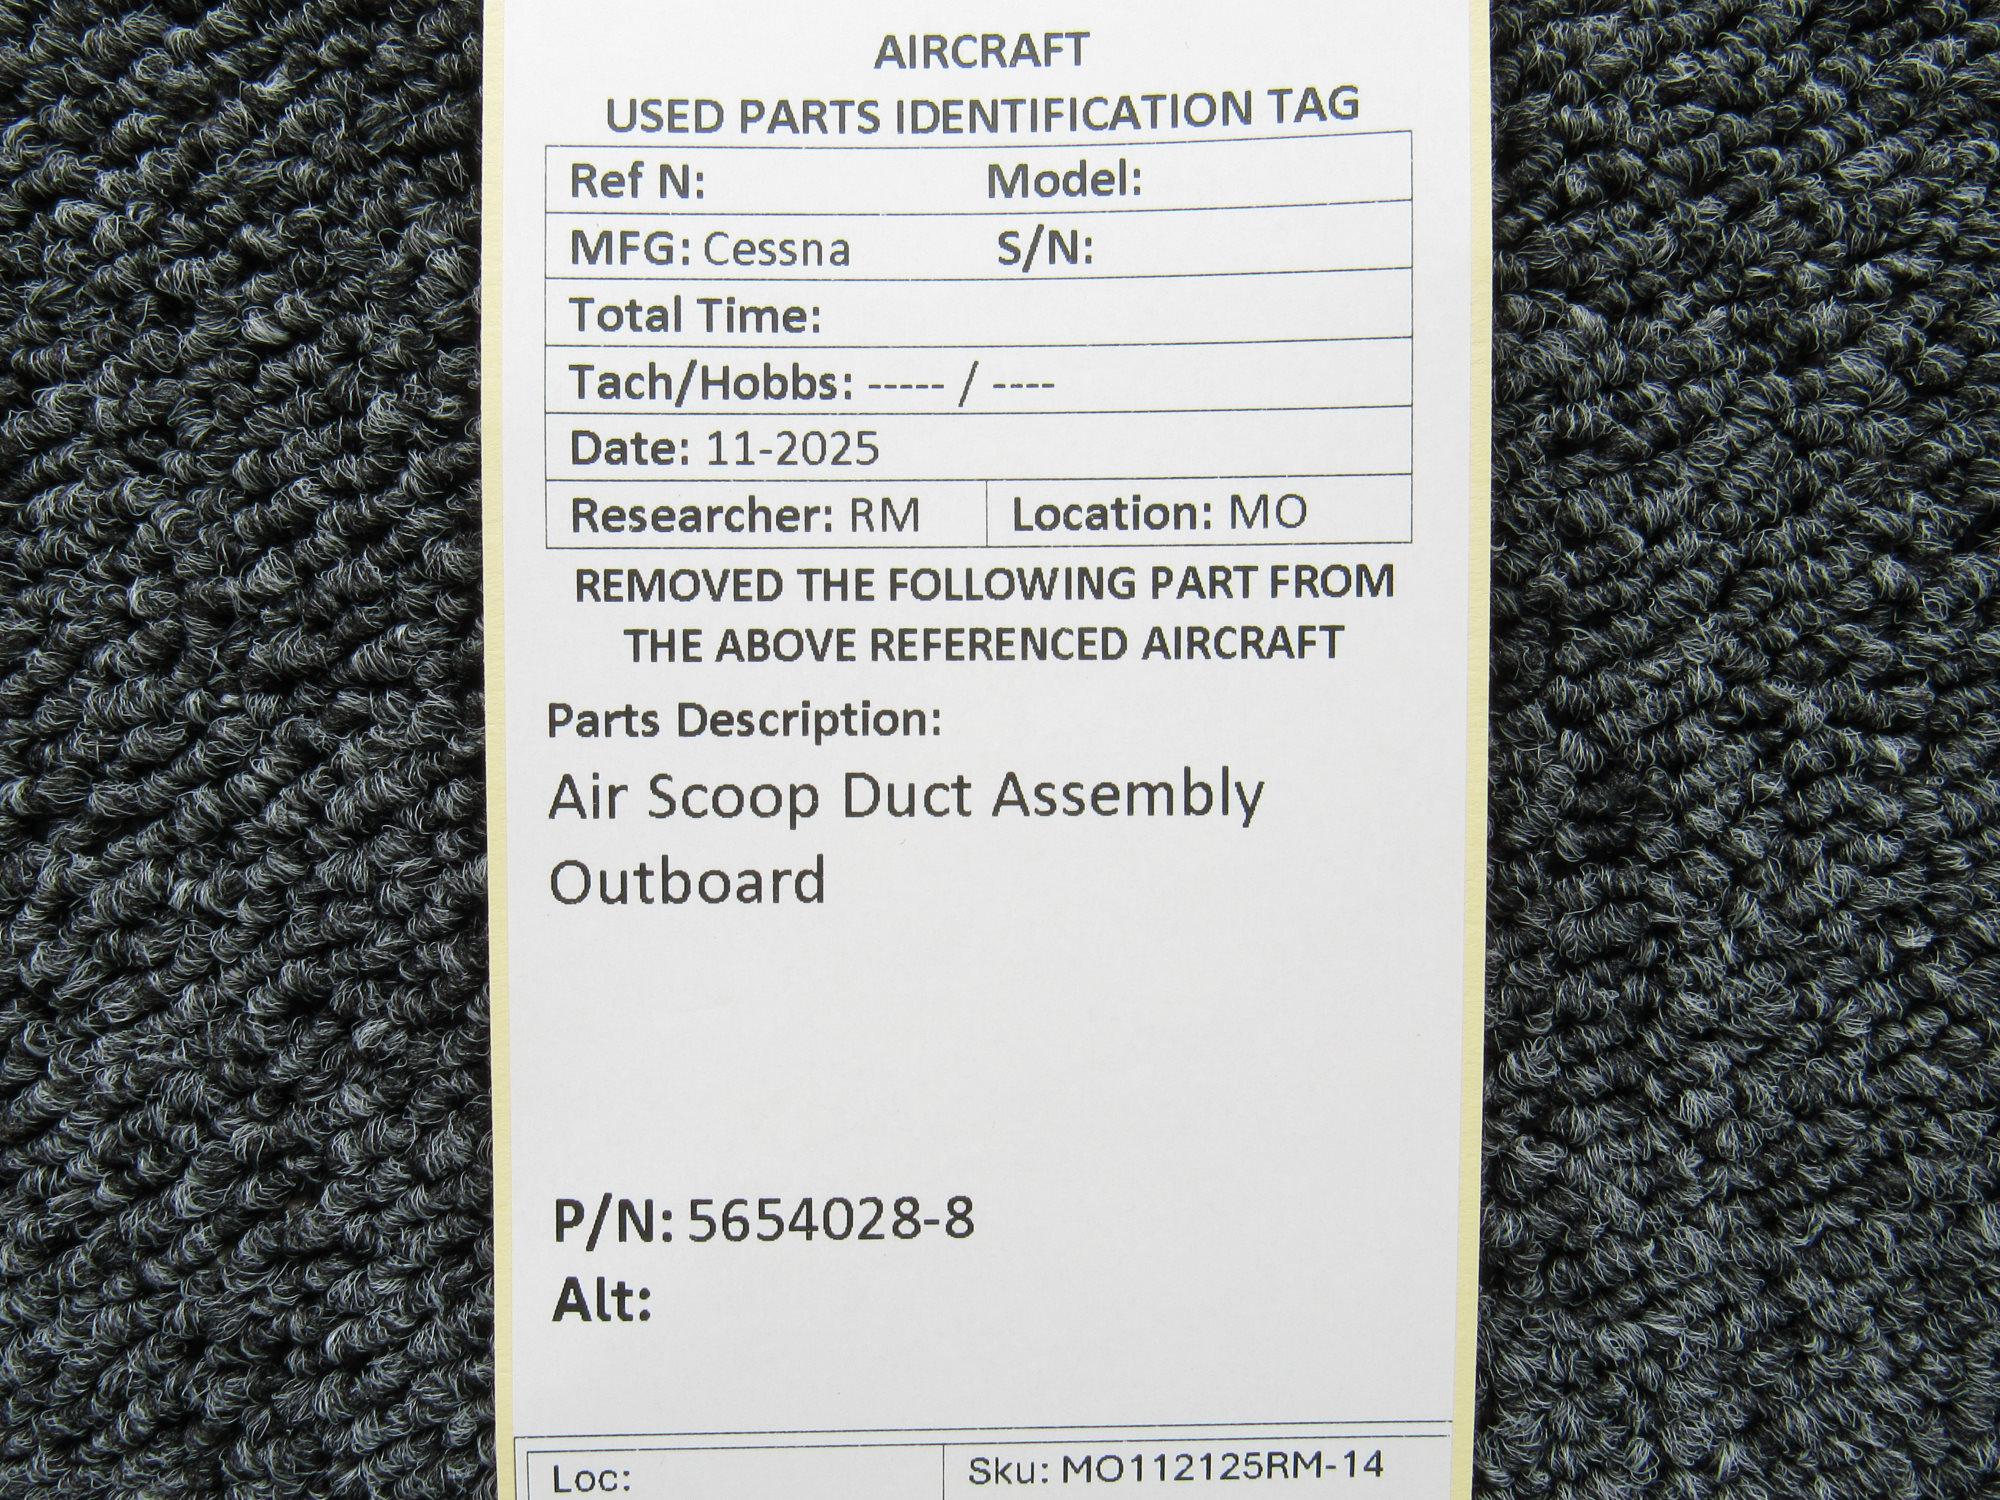 AIRCRAFT
USED PARTS IDENTIFICATION TAG
Ref N: Model:
MFG: Cessna S/N:
Total Time:
Tach/Hobbs: ----- / ----
Date: 11-2025
Researcher: RM Location: MO
REMOVED THE FOLLOWING PART FROM
THE ABOVE REFERENCED AIRCRAFT
Parts Description:
Air Scoop Duct Assembly
Outboard
P/N: 5654028-8
Alt:
Loc: Sku: MO112125RM-14